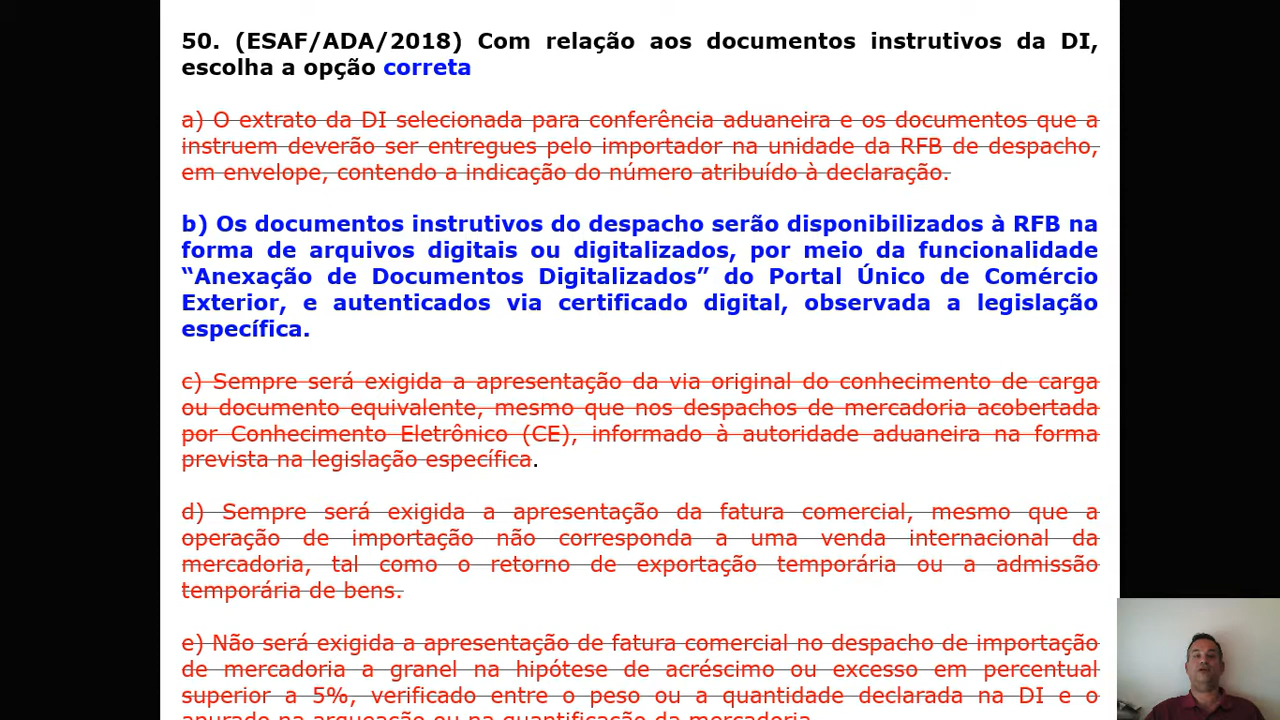 50. (ESAF/ADA/2018) Com relação aos documentos instrutivos da DI,
escolha a opção correta
a) O extrato da DI selecionada para conferência aduaneira e os documentos que a
instruem deverão ser entregues pelo importador na unidade da RFB de despacho,
em envelope, contendo a indicação do número atribuído à declaração.
b) Os documentos instrutivos do despacho serão disponibilizados à RFB na
forma de arquivos digitais ou digitalizados, por meio da funcionalidade
“Anexação de Documentos Digitalizados” do Portal Único de Comércio
Exterior, e autenticados via certificado digital, observada a legislação
específica.
c) Sempre será exigida a apresentação da via original do conhecimento de carga
ou documento equivalente, mesmo que nos despachos de mercadoria acobertada
por Conhecimento Eletrônico (CE), informado à autoridade aduaneira na forma
prevista na legislação específica.
d) Sempre será exigida a apresentação da fatura comercial, mesmo que a
operação de importação não corresponda a uma venda internacional da
mercadoria, tal como o retorno de exportação temporária ou a admissão
temporária de bens.
e) Não será exigida a apresentação de fatura comercial no despacho de importação
de mercadoria a granel na hipótese de acréscimo ou excesso em percentual
superior a 5%, verificado entre o peso ou a quantidade declarada na DI e o
apurado na arqueação ou na quantificação da mercadoria.